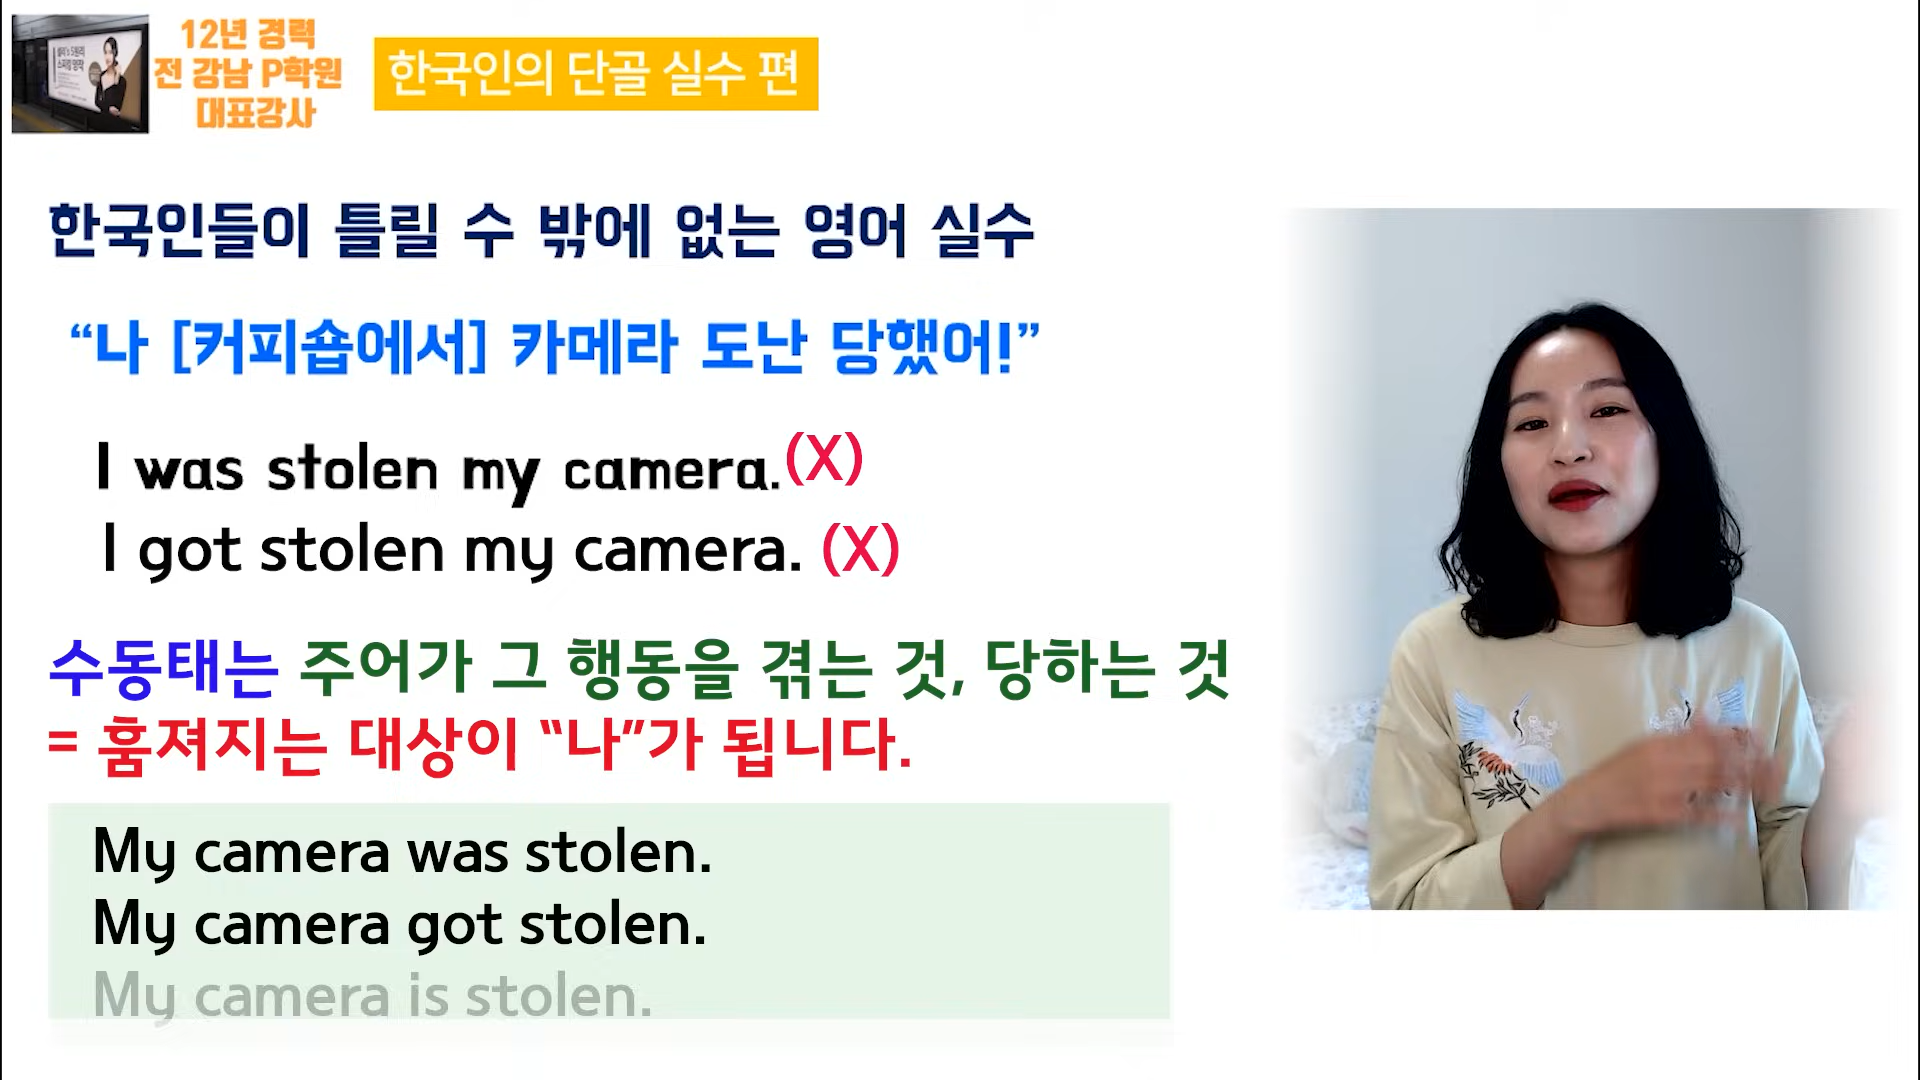 12년 경력
전 강남 P학원
대표강사
한국인의 단골 실수 편
한국인들이 틀릴 수 밖에 없는 영어 실수
“나 [커피숍에서] 카메라 도난 당했어!”
I was stolen my camera.(X)
I got stolen my camera. (X)
수동태는 주어가 그 행동을 겪는 것, 당하는 것
= 훔져지는 대상이 “나”가 됩니다.
My camera was stolen.
My camera got stolen.
My camera is stolen.